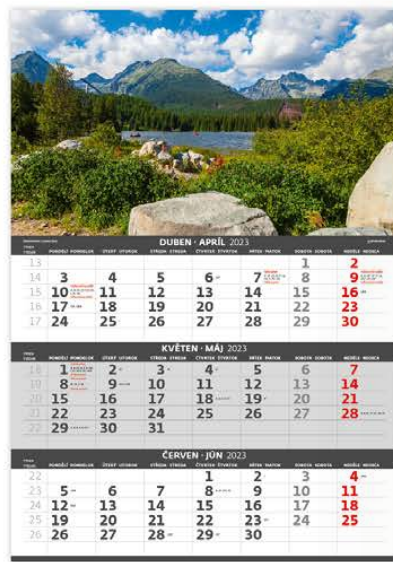 DUBEN · APRÍL 2023
PONDĚLÍ PONDELOK ÚTERÝ UTOROK STŘEDA STREDA ČTVRTEK ŠTVRTOK PÁTEK PIATOK SOBOTA SOBOTA NEDĚLE NEDEĽA
13 1 2
14 3 4 5 6 7 8 9
15 10 11 12 13 14 15 16
16 17 18 19 20 21 22 23
17 24 25 26 27 28 29 30
KVĚTEN · MÁJ 2023
PONDĚLÍ PONDELOK ÚTERÝ UTOROK STŘEDA STREDA ČTVRTEK ŠTVRTOK PÁTEK PIATOK SOBOTA SOBOTA NEDĚLE NEDEĽA
18 1 2 3 4 5 6 7
19 8 9 10 11 12 13 14
20 15 16 17 18 19 20 21
21 22 23 24 25 26 27 28
22 29 30 31
ČERVEN · JÚN 2023
PONDĚLÍ PONDELOK ÚTERÝ UTOROK STŘEDA STREDA ČTVRTEK ŠTVRTOK PÁTEK PIATOK SOBOTA SOBOTA NEDĚLE NEDEĽA
22 1 2 3 4
23 5 6 7 8 9 10 11
24 12 13 14 15 16 17 18
25 19 20 21 22 23 24 25
26 26 27 28 29 30